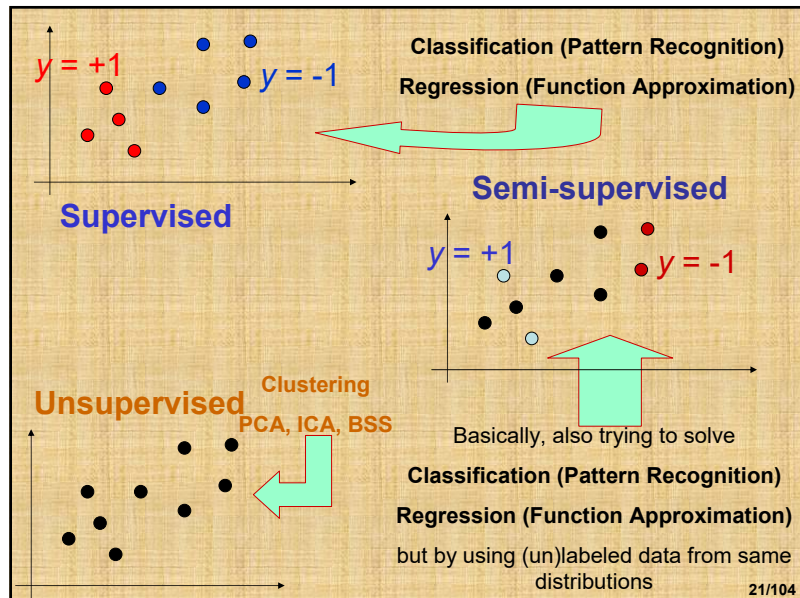 Classification (Pattern Recognition)
y = +1
y = -1
Regression (Function Approximation)
Supervised
Semi-supervised
y = +1
y = -1
Unsupervised
Clustering
PCA, ICA, BSS
Basically, also trying to solve
Classification (Pattern Recognition)
Regression (Function Approximation)
but by using (un)labeled data from same
distributions
21/104